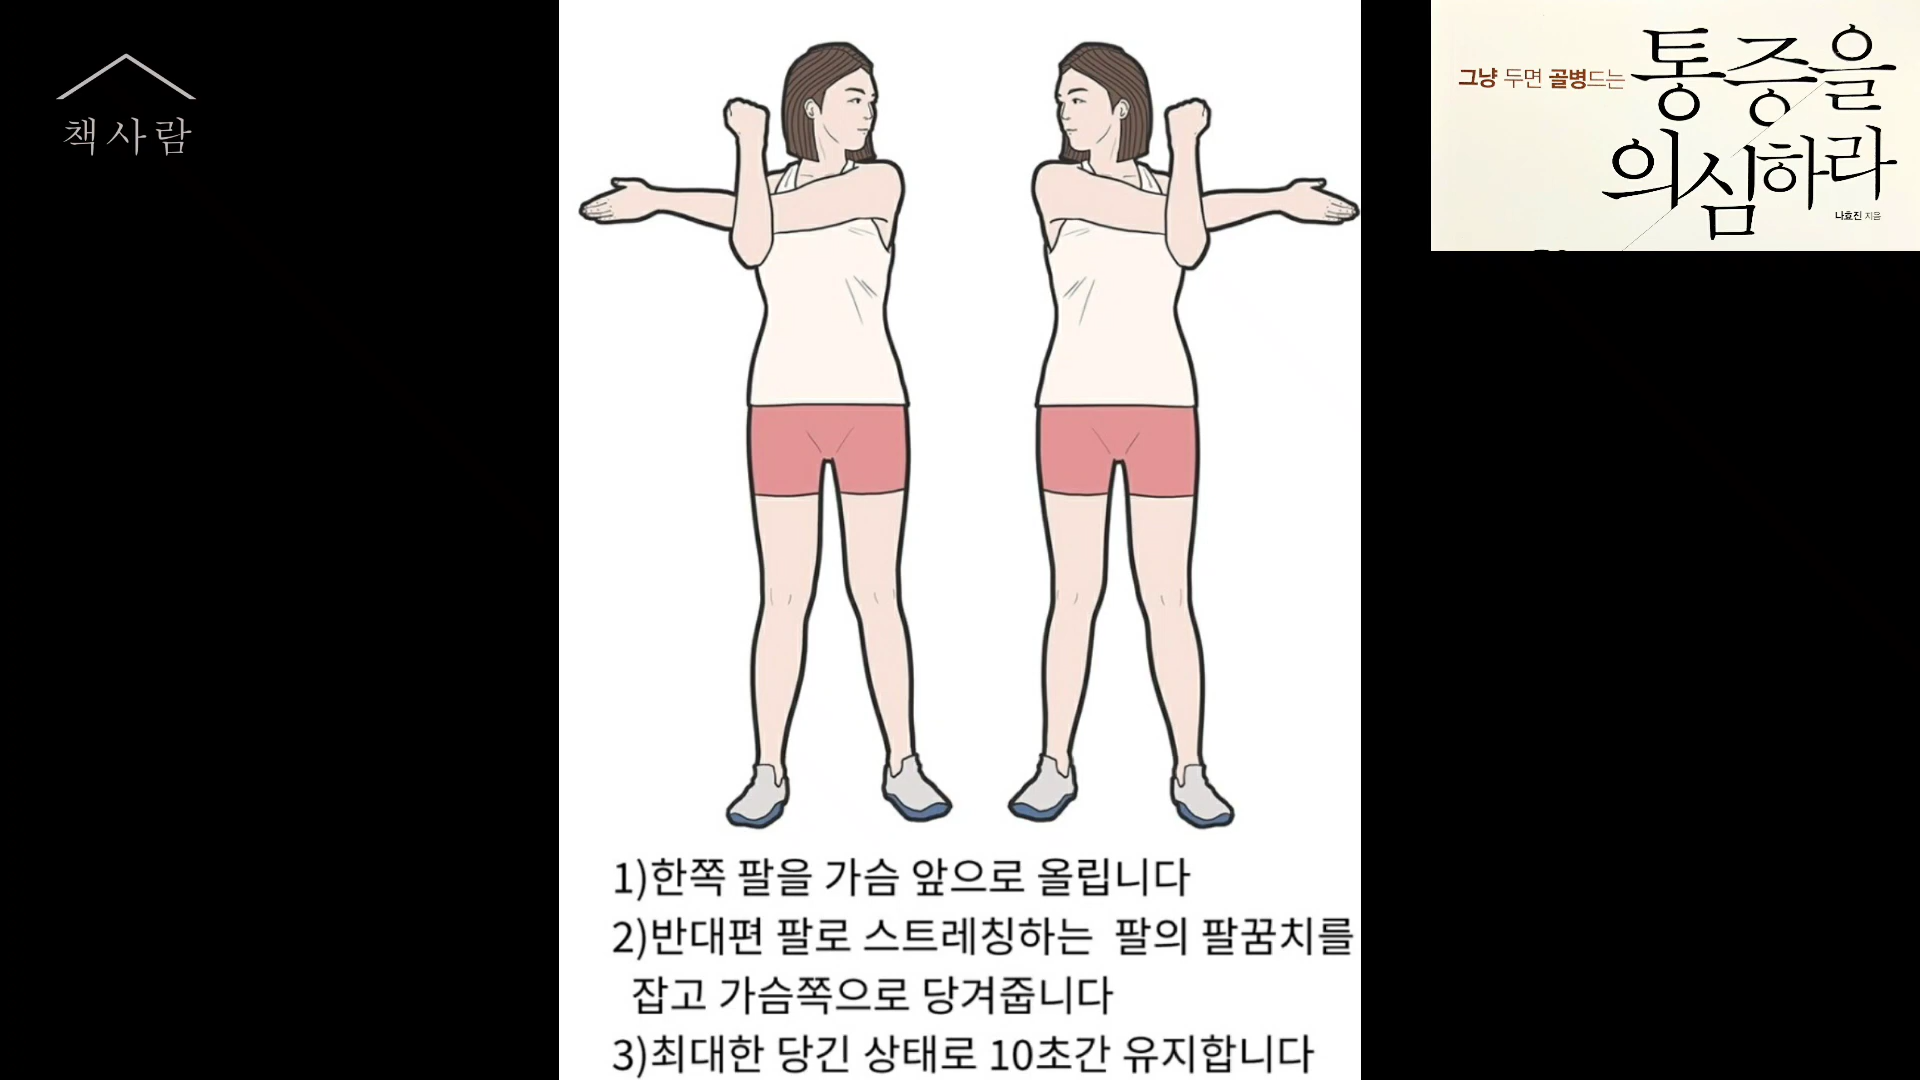 책사람
그냥 두면 골병드는 통증을
의심하라
나효진 지음
1)한쪽 팔을 가슴 앞으로 올립니다
2)반대편 팔로 스트레칭하는 팔의 팔꿈치를
잡고 가슴쪽으로 당겨줍니다
3)최대한 당긴 상태로 10초간 유지합니다